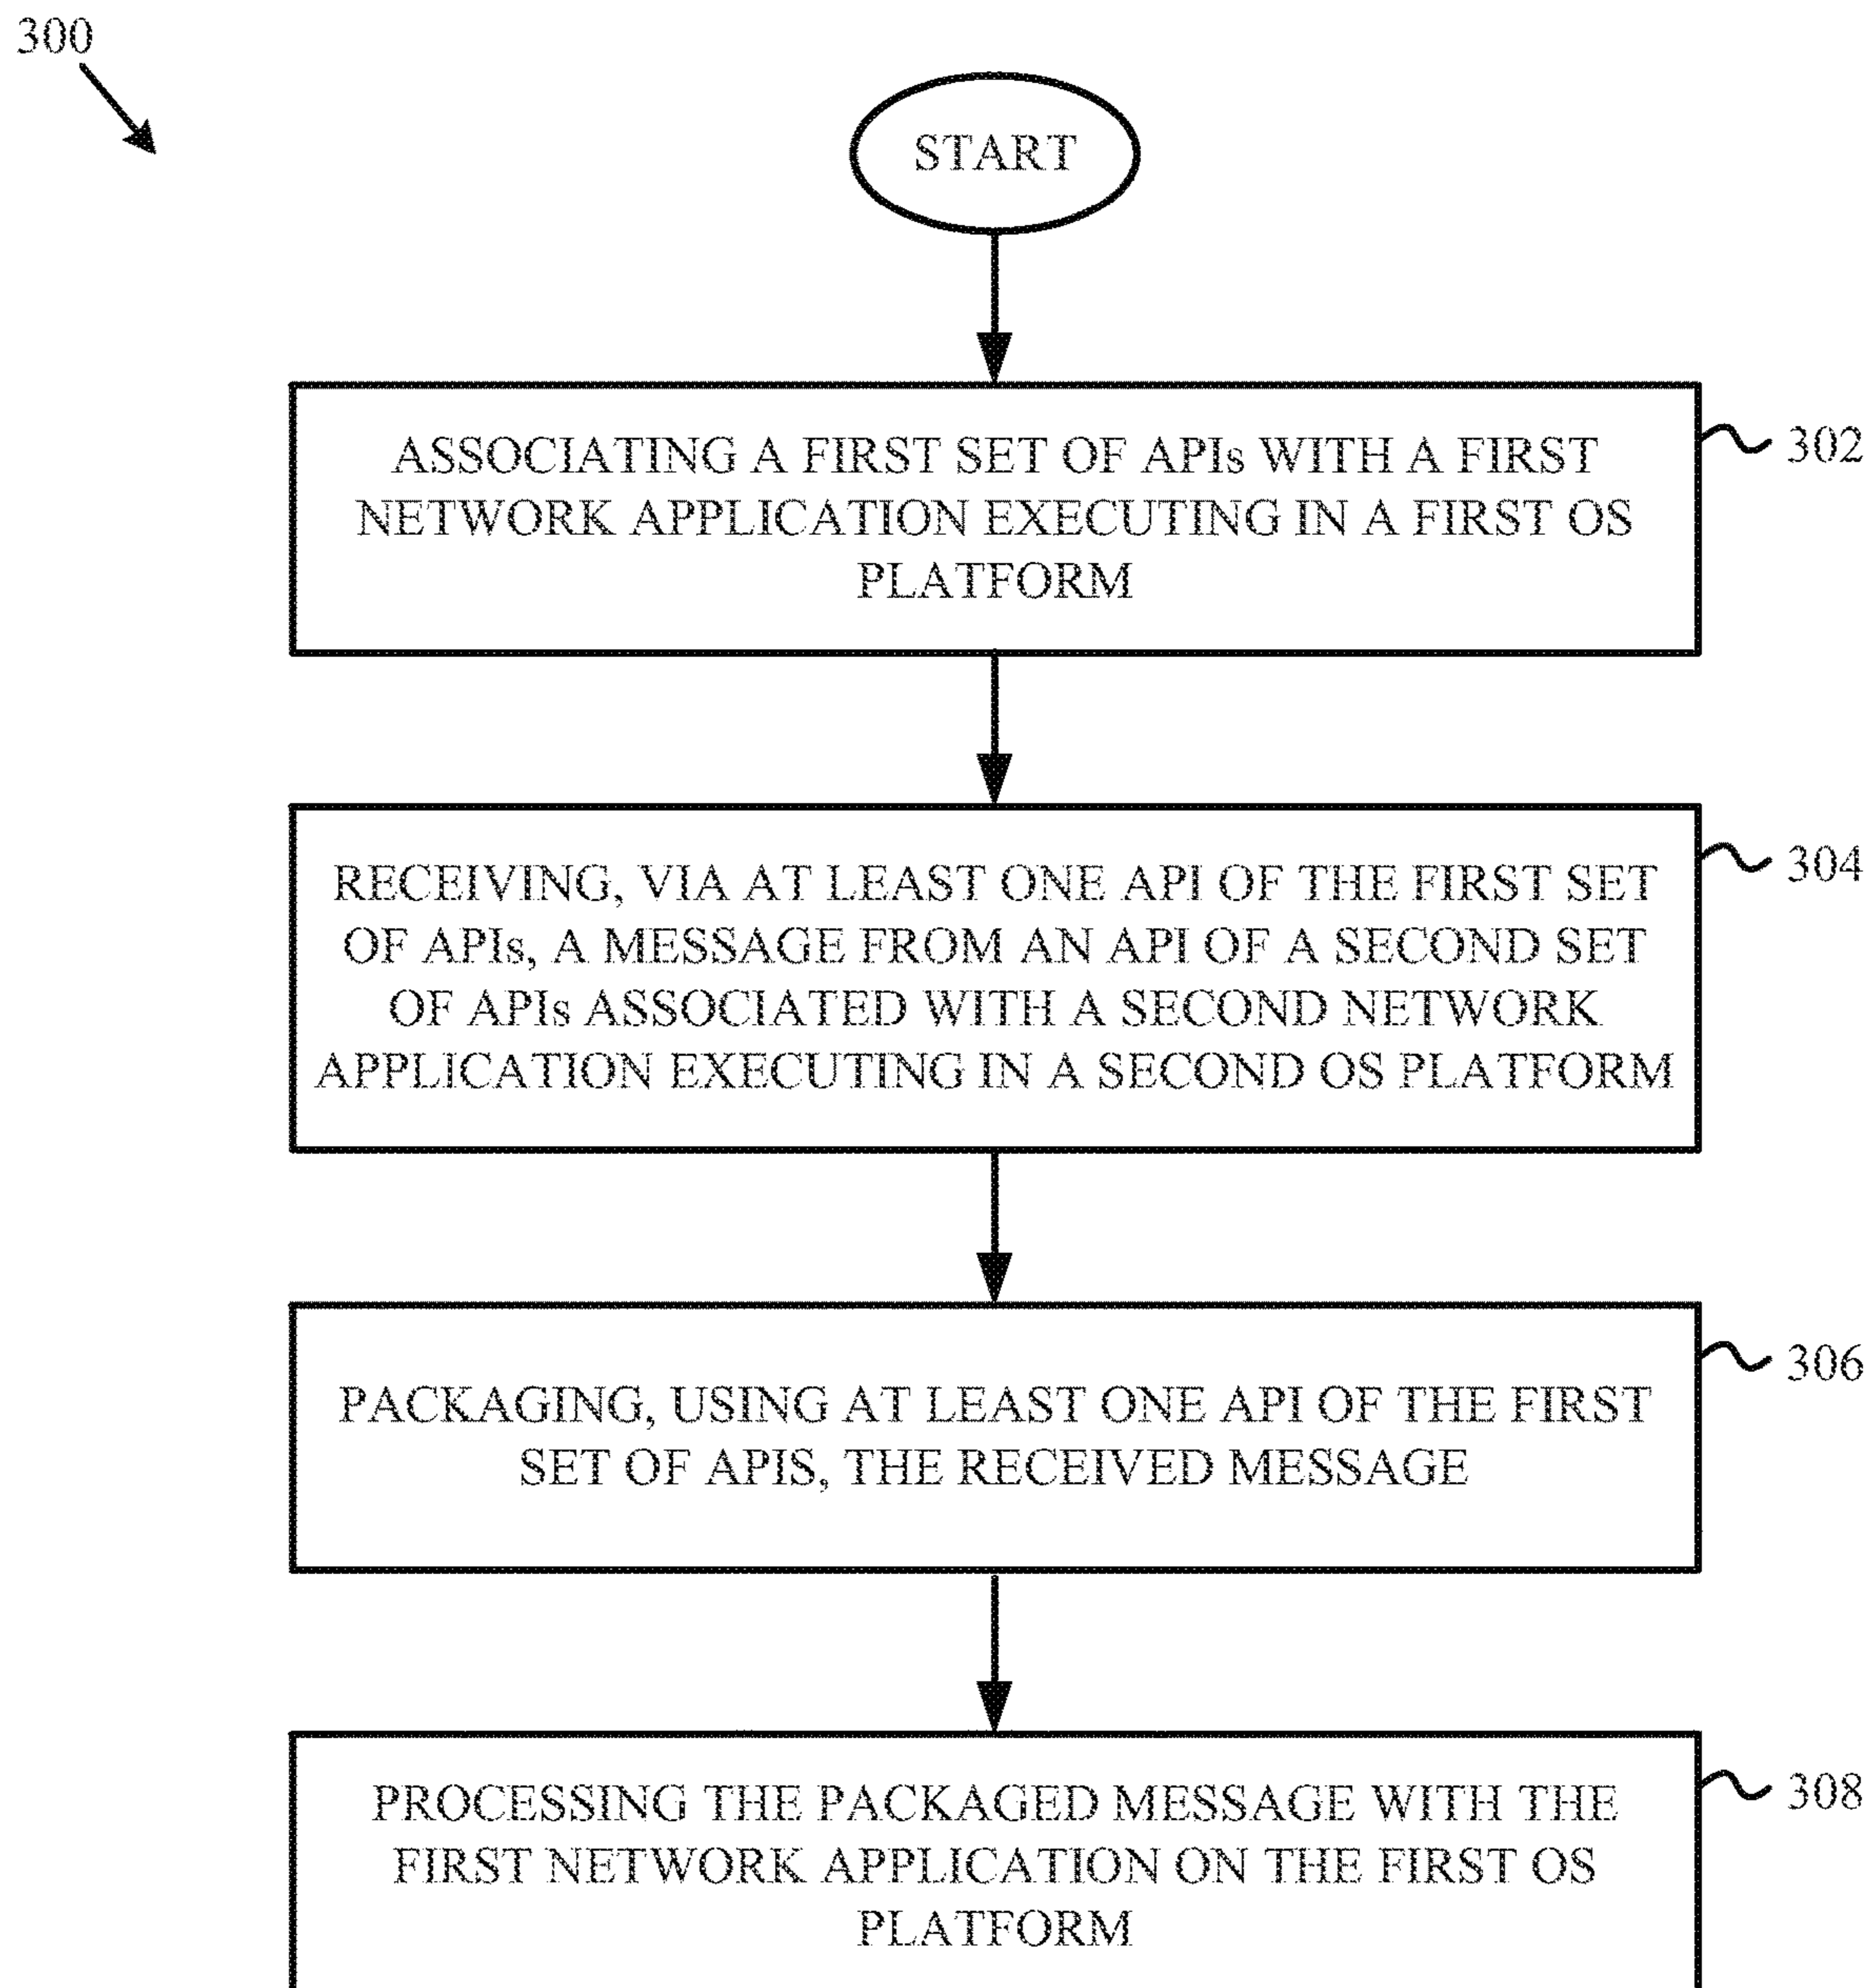 300
START
ASSOCIATING A FIRST SET OF APIs WITH A FIRST
NETWORK APPLICATION EXECUTING IN A FIRST OS
PLATFORM
302
RECEIVING, VIA AT LEAST ONE API OF THE FIRST SET
OF APIs, A MESSAGE FROM AN API OF A SECOND SET
OF APIs ASSOCIATED WITH A SECOND NETWORK
APPLICATION EXECUTING IN A SECOND OS PLATFORM
304
PACKAGING, USING AT LEAST ONE API OF THE FIRST
SET OF APIS, THE RECEIVED MESSAGE
306
PROCESSING THE PACKAGED MESSAGE WITH THE
FIRST NETWORK APPLICATION ON THE FIRST OS
PLATFORM
308